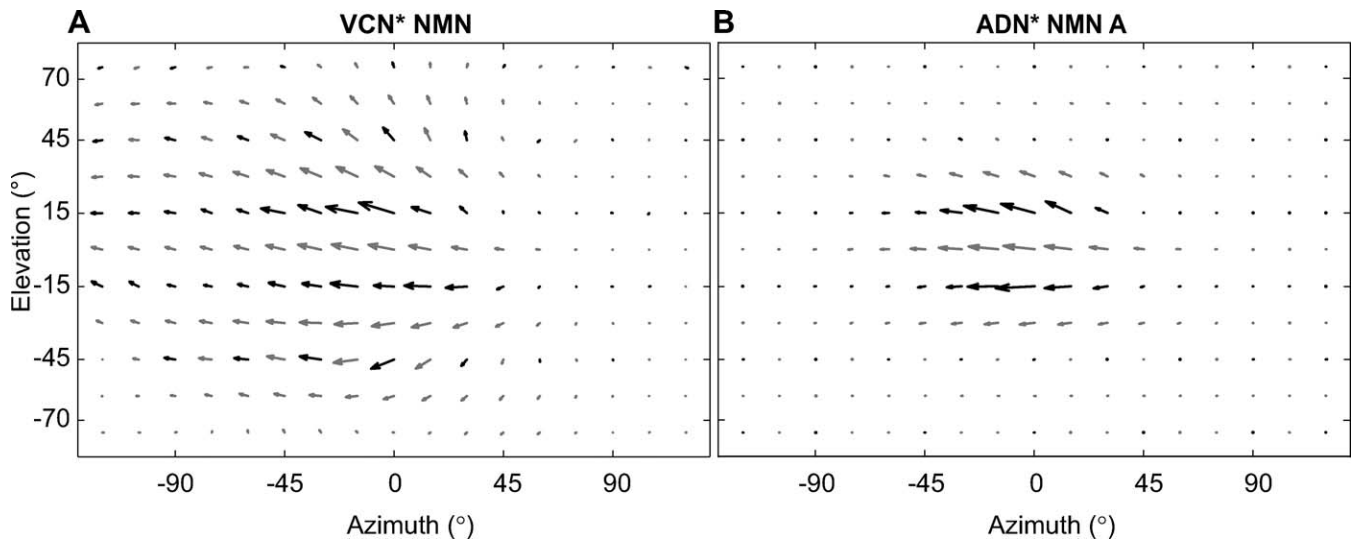 A VCN* NMN
B ADN* NMN A
Elevation (°)
70
45
15
-15
-45
-70
-90 -45 0 45 90
-90 -45 0 45 90
Azimuth (°)
Azimuth (°)